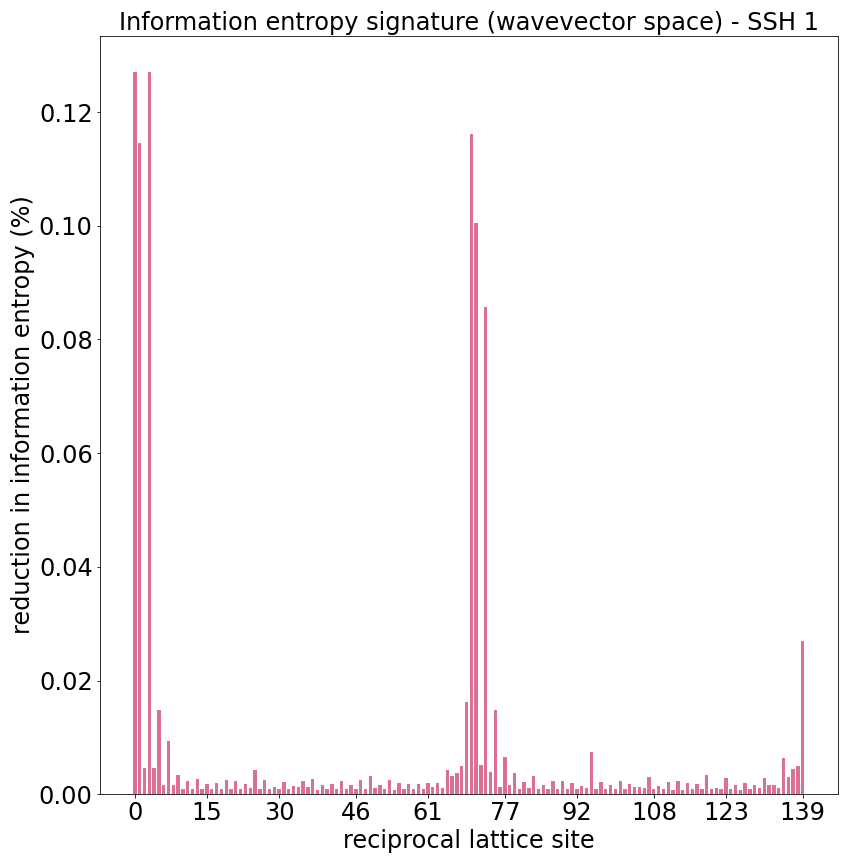 Information entropy signature (wavevector space) - SSH 1
reduction in information entropy (%)
0.12
0.10
0.08
0.06
0.04
0.02
0.00
0 15 30 46 61 77 92 108 123 139
reciprocal lattice site